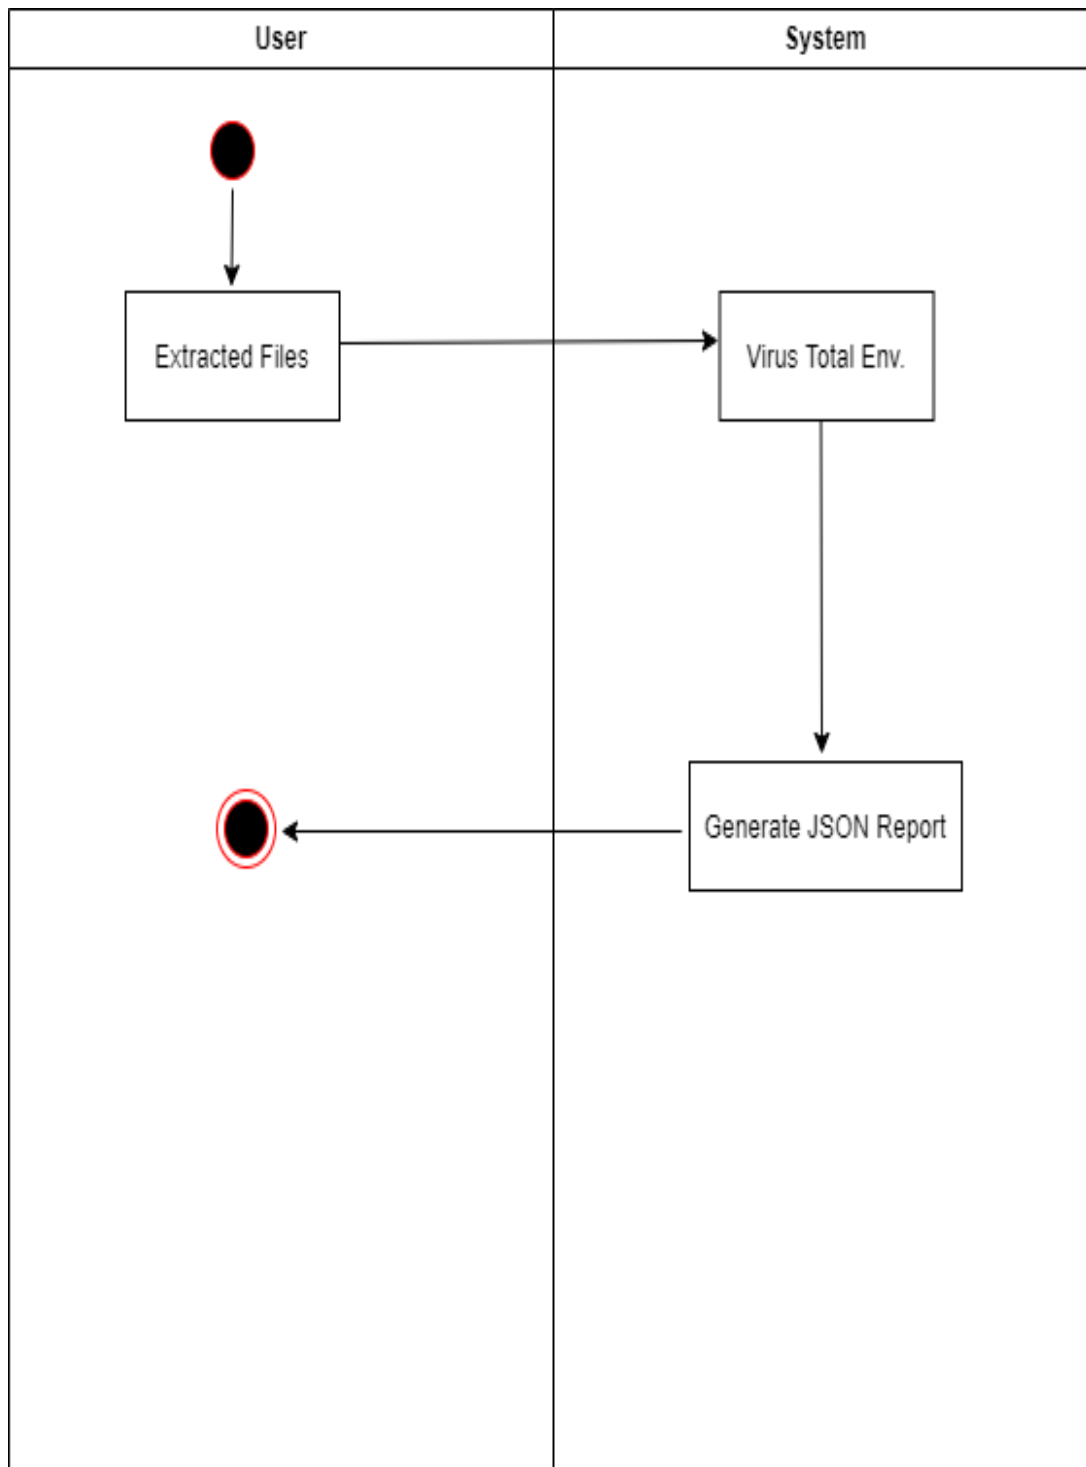 User
System
Extracted Files
Virus Total Env.
Generate JSON Report